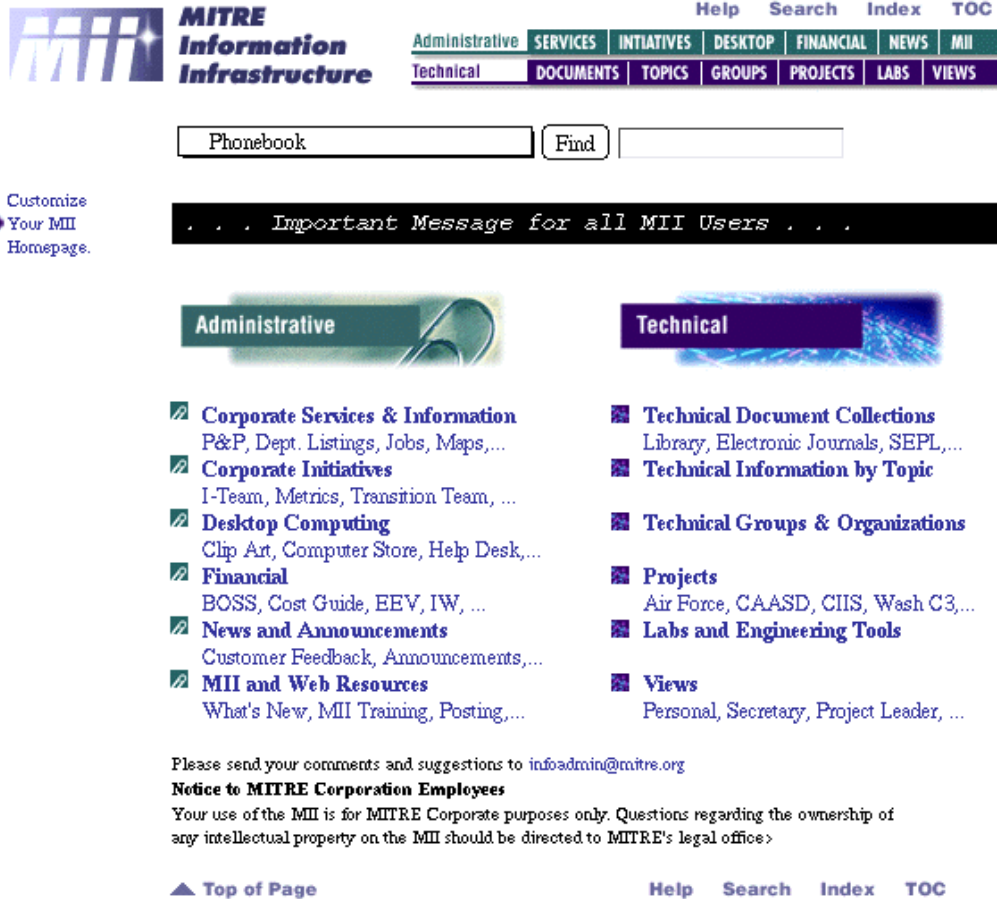 Mii
MITRE
Information
Infrastructure
Help Search Index TOC
Administrative SERVICES INTIATIVES DESKTOP FINANCIAL NEWS MII
Technical DOCUMENTS TOPICS GROUPS PROJECTS LABS VIEWS
Phonebook Find
Customize
Your MII
Homepage.
. . . Important Message for all MII Users . . .
Administrative
Corporate Services & Information
P&P, Dept. Listings, Jobs, Maps,...
Corporate Initiatives
I-Team, Metrics, Transition Team, ...
Desktop Computing
Clip Art, Computer Store, Help Desk,...
Financial
BOSS, Cost Guide, EEV, IW, ...
News and Announcements
Customer Feedback, Announcements,...
MII and Web Resources
What's New, MII Training, Posting,...
Technical
Technical Document Collections
Library, Electronic Journals, SEPL,...
Technical Information by Topic
Technical Groups & Organizations
Projects
Air Force, CAASD, CIIS, Wash C3,...
Labs and Engineering Tools
Views
Personal, Secretary, Project Leader, ...
Please send your comments and suggestions to infoadmin@mitre.org
Notice to MITRE Corporation Employees
Your use of the MII is for MITRE Corporate purposes only. Questions regarding the ownership of
any intellectual property on the MII should be directed to MITRE's legal office>
Top of Page Help Search Index TOC